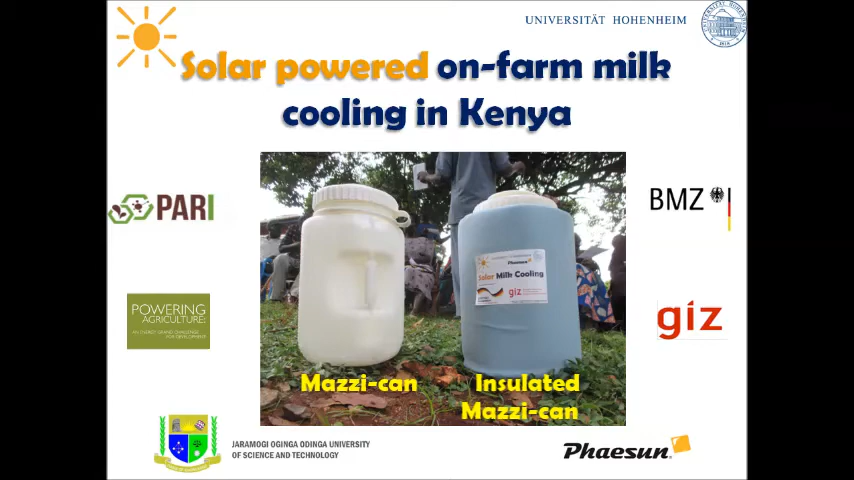 UNIVERSITÄT HOHENHEIM
Solar powered on-farm milk
cooling in Kenya
PARI
BMZ
Phaesun
Solar Milk Cooling
giz
POWERING
AGRICULTURE:
AN ENERGY GRAND CHALLENGE
FOR DEVELOPMENT
giz
Mazzi-can
Insulated
Mazzi-can
JARAMOGI OGINGA ODINGA UNIVERSITY
OF SCIENCE AND TECHNOLOGY
Phaesun